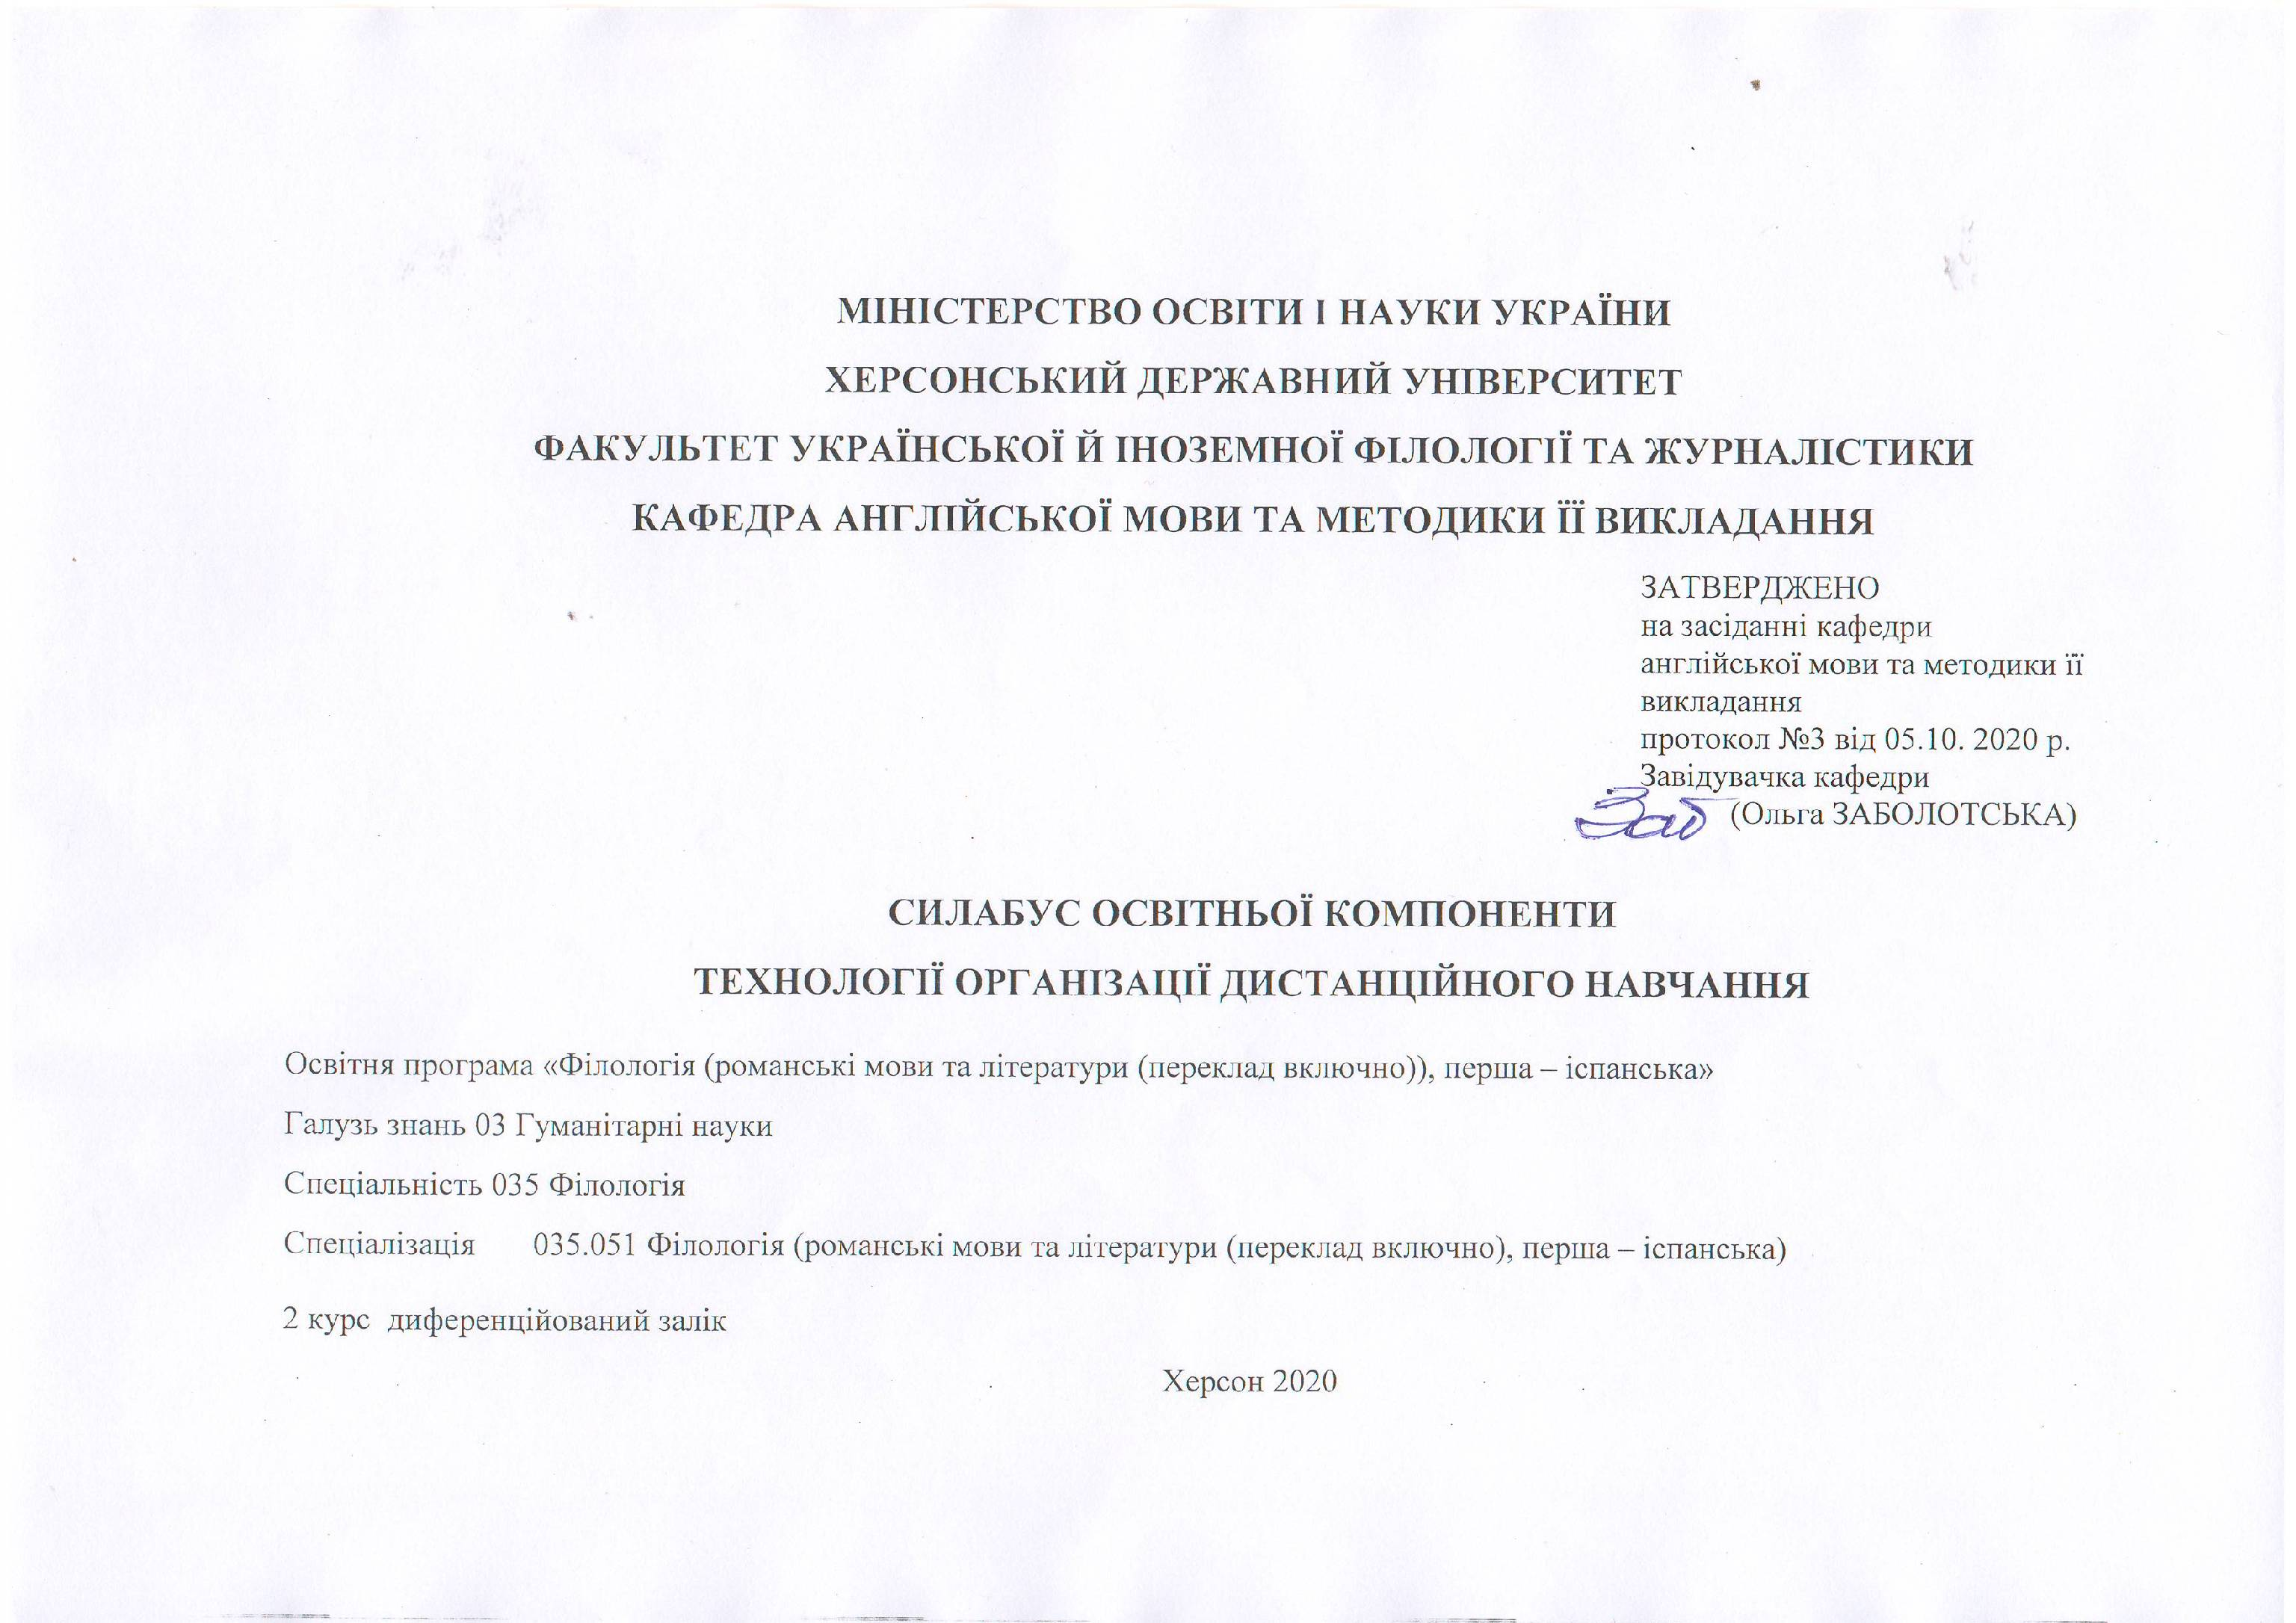 МІНІСТЕРСТВО ОСВІТИ І НАУКИ УКРАЇНИ
ХЕРСОНСЬКИЙ ДЕРЖАВНИЙ УНІВЕРСИТЕТ
ФАКУЛЬТЕТ УКРАЇНСЬКОЇ Й ІНОЗЕМНОЇ ФІЛОЛОГІЇ ТА ЖУРНАЛІСТИКИ
КАФЕДРА АНГЛІЙСЬКОЇ МОВИ ТА МЕТОДИКИ ЇЇ ВИКЛАДАННЯ
ЗАТВЕРДЖЕНО
на засіданні кафедри
англійської мови та методики її
викладання
протокол №3 від 05.10. 2020 р.
Завідувачка кафедри
Заб (Ольга ЗАБОЛОТСЬКА)
СИЛАБУС ОСВІТНЬОЇ КОМПОНЕНТИ
ТЕХНОЛОГІЇ ОРГАНІЗАЦІЇ ДИСТАНЦІЙНОГО НАВЧАННЯ
Освітня програма «Філологія (романські мови та літератури (переклад включно)), перша – іспанська»
Галузь знань 03 Гуманітарні науки
Спеціальність 035 Філологія
Спеціалізація 035.051 Філологія (романські мови та літератури (переклад включно), перша – іспанська)
2 курс диференційований залік
Херсон 2020